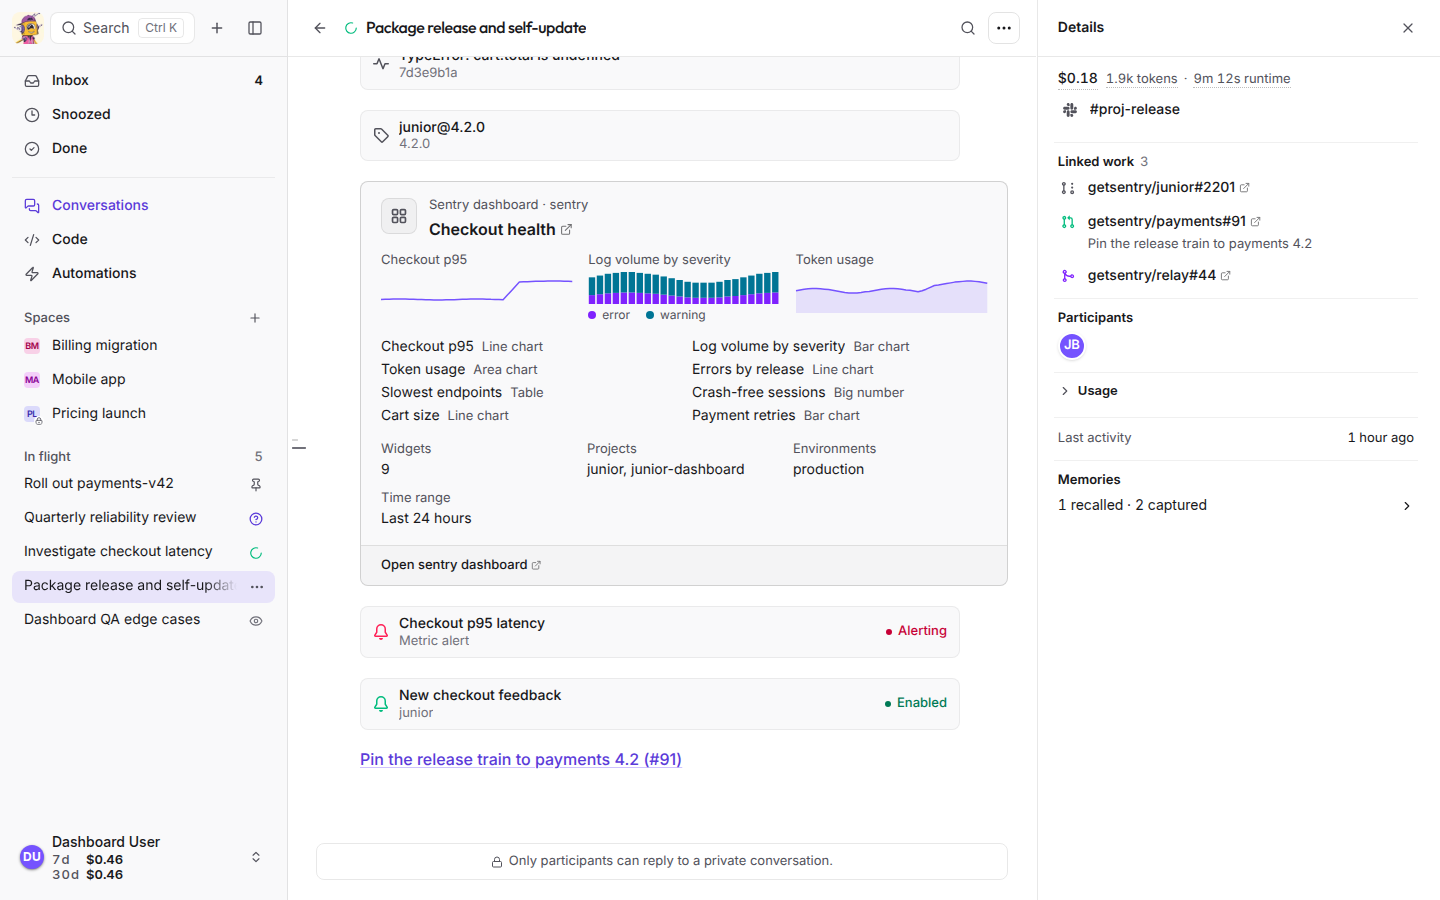 Search Ctrl K
Inbox 4
Snoozed
Done
Conversations
Code
Automations
Spaces
BM Billing migration
MA Mobile app
PL Pricing launch
In flight 5
Roll out payments-v42
Quarterly reliability review
Investigate checkout latency
Package release and self-update
Dashboard QA edge cases
DU Dashboard User
7d $0.46
30d $0.46
Package release and self-update
TypeError: cart.total is undefined
7d3e9b1a
junior@4.2.0
4.2.0
Sentry dashboard · sentry
Checkout health
Checkout p95
Log volume by severity
error warning
Token usage
Checkout p95 Line chart
Log volume by severity Bar chart
Token usage Area chart
Errors by release Line chart
Slowest endpoints Table
Crash-free sessions Big number
Cart size Line chart
Payment retries Bar chart
Widgets
9
Projects
junior, junior-dashboard
Environments
production
Time range
Last 24 hours
Open sentry dashboard
Checkout p95 latency
Metric alert
Alerting
New checkout feedback
junior
Enabled
Pin the release train to payments 4.2 (#91)
Only participants can reply to a private conversation.
Details
$0.18 1.9k tokens · 9m 12s runtime
#proj-release
Linked work 3
getsentry/junior#2201
getsentry/payments#91
Pin the release train to payments 4.2
getsentry/relay#44
Participants
JB
Usage
Last activity 1 hour ago
Memories
1 recalled · 2 captured